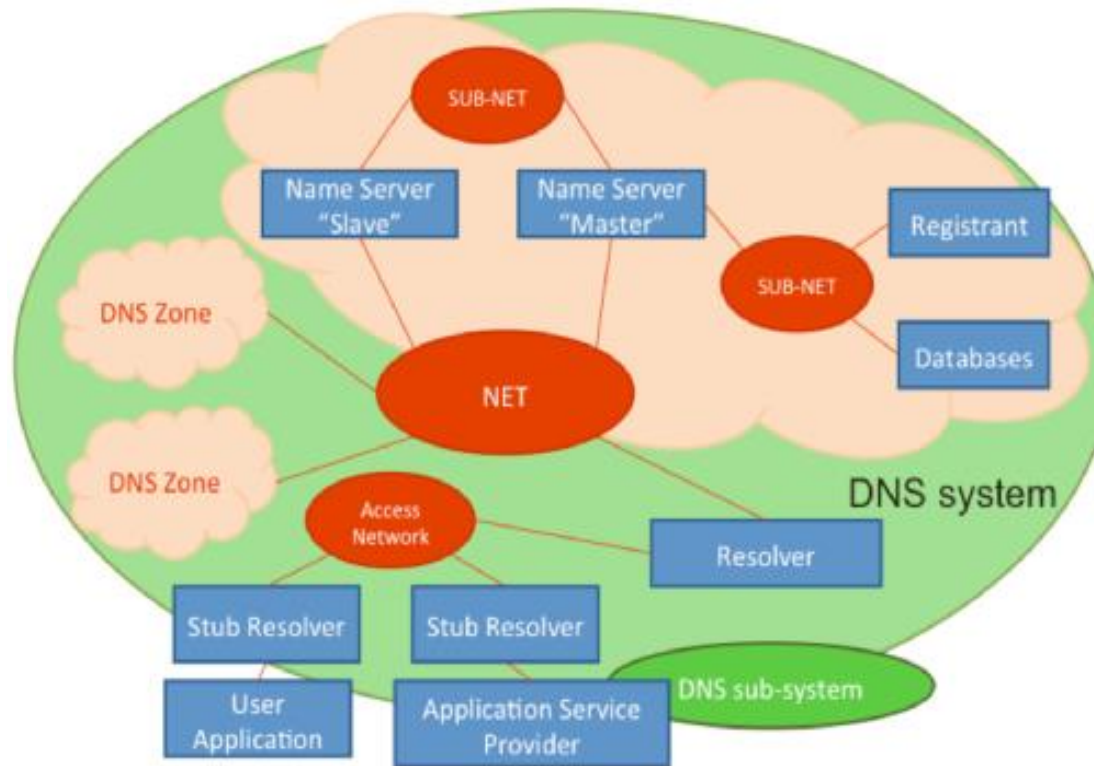 SUB-NET
Name Server
“Slave”
Name Server
“Master”
Registrant
SUB-NET
DNS Zone
Databases
NET
DNS Zone
DNS system
Access
Network
Resolver
Stub Resolver
Stub Resolver
DNS sub-system
User
Application
Application Service
Provider